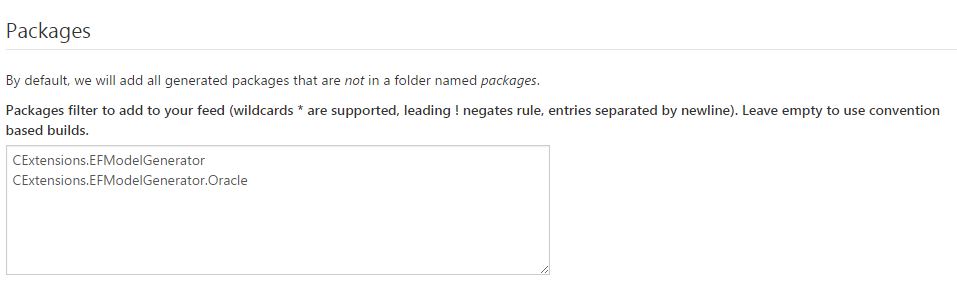 Packages
By default, we will add all generated packages that are not in a folder named packages.
Packages filter to add to your feed (wildcards * are supported, leading ! negates rule, entries separated by newline). Leave empty to use convention
based builds.
CExtensions.EFModelGenerator
CExtensions.EFModelGenerator.Oracle